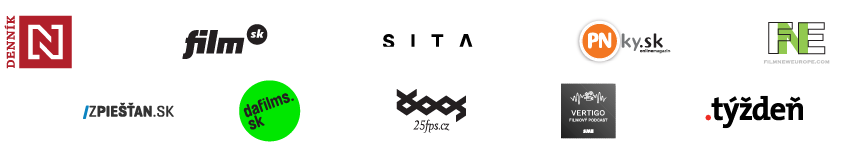 DENNÍK N
film sk
SITA
PNky.sk
onlinemagazín
FNE
FILMNEWEUROPE.COM
/ZPIEŠŤAN.SK
dafilms.
sk
25fps.cz
VERTIGO
FILMOVÝ PODCAST
.týždeň